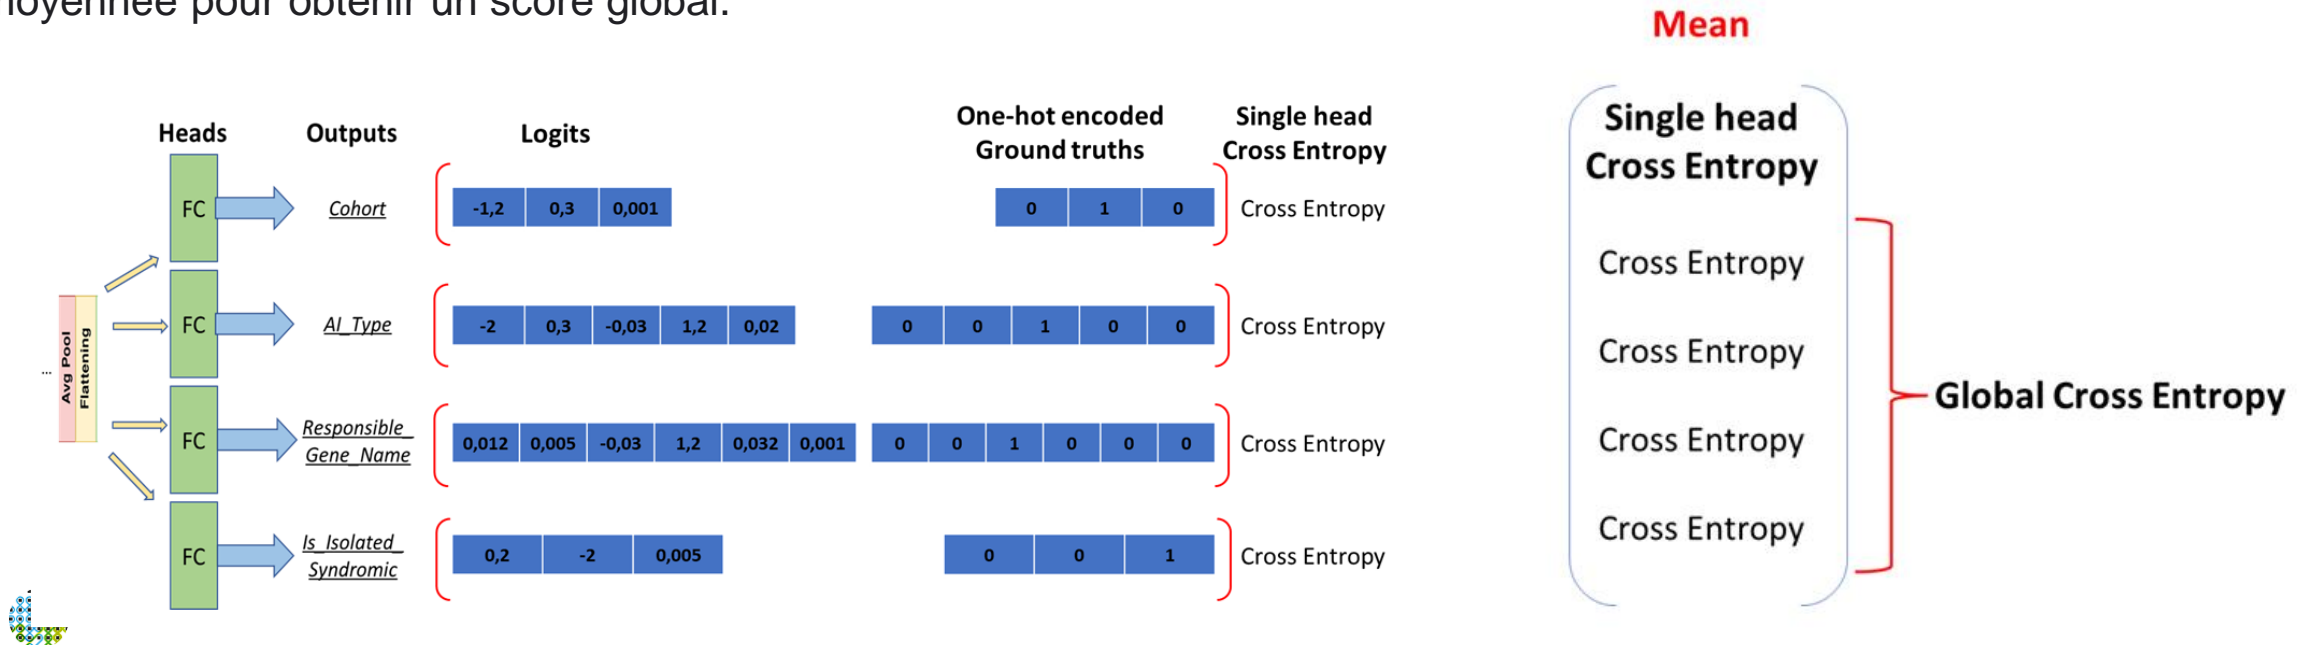 pour obtenir un score global.
Mean
Heads
Outputs
Logits
One-hot encoded
Ground truths
Single head
Cross Entropy
FC
Cohort
-1,2 0,3 0,001
0 1 0
Cross Entropy
FC
AI_Type
-2 0,3 -0,03 1,2 0,02
0 0 1 0 0
Cross Entropy
...
Avg Pool
Flattening
FC
Responsible_
Gene_Name
0,012 0,005 -0,03 1,2 0,032 0,001
0 0 1 0 0 0
Cross Entropy
FC
Is_Isolated_
Syndromic
0,2 -2 0,005
0 0 1
Cross Entropy
Single head
Cross Entropy
Cross Entropy
Cross Entropy
Cross Entropy
Cross Entropy
Global Cross Entropy